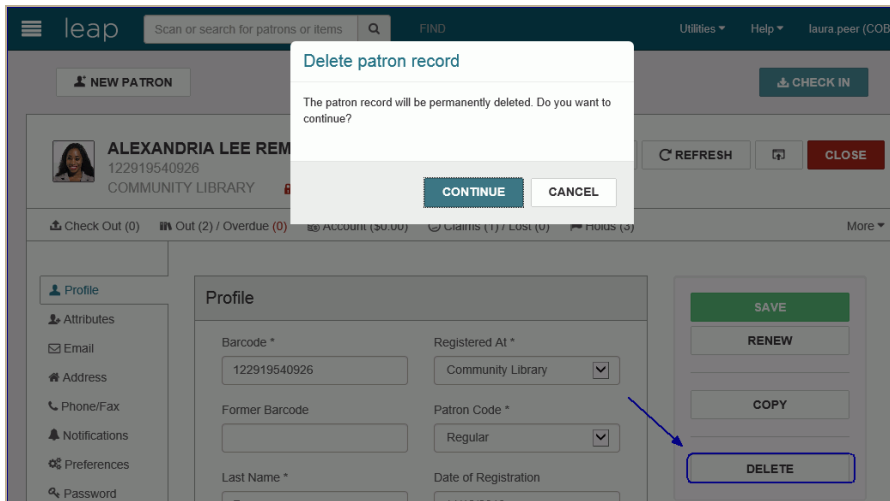 leap Scan or search for patrons or items FIND Utilities Help laura.peer (COB
Delete patron record
The patron record will be permanently deleted. Do you want to
continue?
CONTINUE CANCEL
NEW PATRON CHECK IN
ALEXANDRIA LEE REM
122919540926
COMMUNITY LIBRARY
REFRESH CLOSE
Check Out (0) Out (2) / Overdue (0) Account ($0.00) Claims (1) / Lost (0) Holds (3) More
Profile
Attributes
Email
Address
Phone/Fax
Notifications
Preferences
Password
Profile
Barcode * Registered At *
122919540926 Community Library
Former Barcode Patron Code *
Regular
Last Name * Date of Registration
SAVE
RENEW
COPY
DELETE